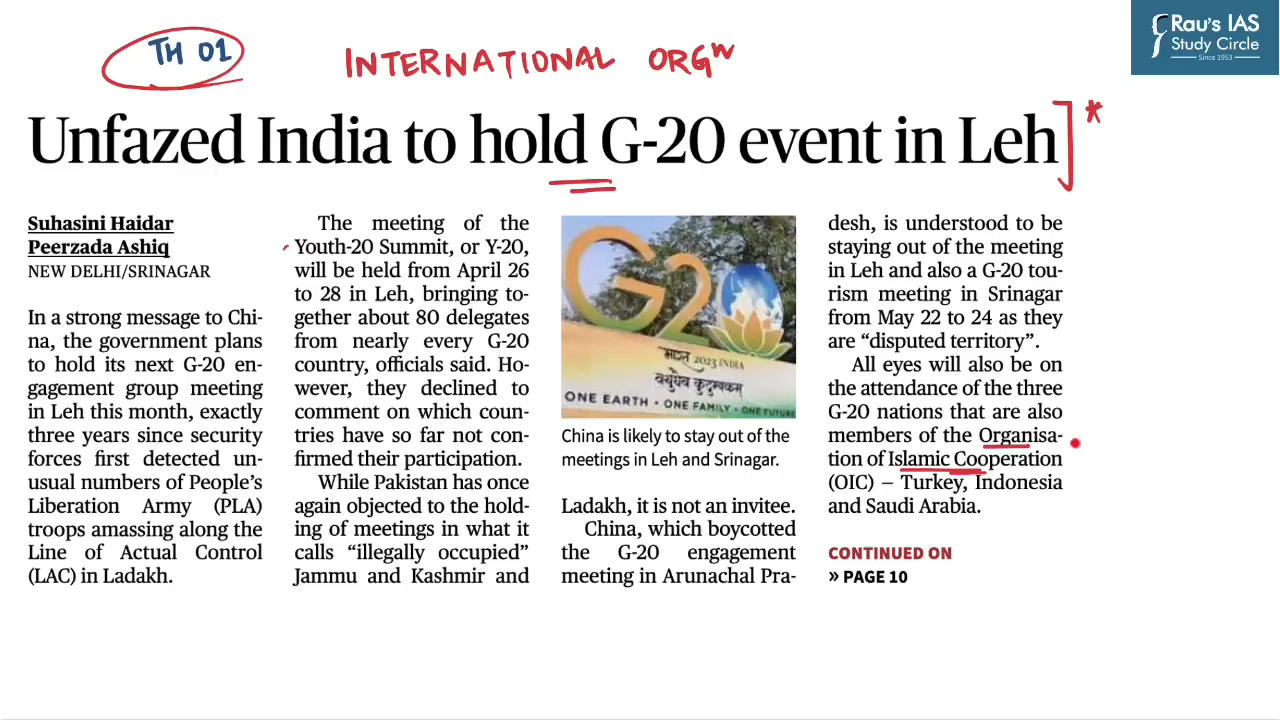 TH 01
INTERNATIONAL ORGN
Rau's IAS
Study Circle
Since 1953
Unfazed India to hold G-20 event in Leh
Suhasini Haidar
Peerzada Ashiq
NEW DELHI/SRINAGAR
In a strong message to Chi-
na, the government plans
to hold its next G-20 en-
gagement group meeting
in Leh this month, exactly
three years since security
forces first detected un-
usual numbers of People's
Liberation Army (PLA)
troops amassing along the
Line of Actual Control
(LAC) in Ladakh.
The meeting of the
Youth-20 Summit, or Y-20,
will be held from April 26
to 28 in Leh, bringing to-
gether about 80 delegates
from nearly every G-20
country, officials said. Ho-
wever, they declined to
comment on which coun-
tries have so far not con-
firmed their participation.
While Pakistan has once
again objected to the hold-
ing of meetings in what it
calls “illegally occupied”
Jammu and Kashmir and
G20
भारत 2023 INDIA
वसुधैव कुटुम्बकम्
ONE EARTH • ONE FAMILY • ONE FUTURE
China is likely to stay out of the
meetings in Leh and Srinagar.
Ladakh, it is not an invitee.
China, which boycotted
the G-20 engagement
meeting in Arunachal Pra-
desh, is understood to be
staying out of the meeting
in Leh and also a G-20 tou-
rism meeting in Srinagar
from May 22 to 24 as they
are “disputed territory”.
All eyes will also be on
the attendance of the three
G-20 nations that are also
members of the Organisa-
tion of Islamic Cooperation
(OIC) – Turkey, Indonesia
and Saudi Arabia.
CONTINUED ON
» PAGE 10